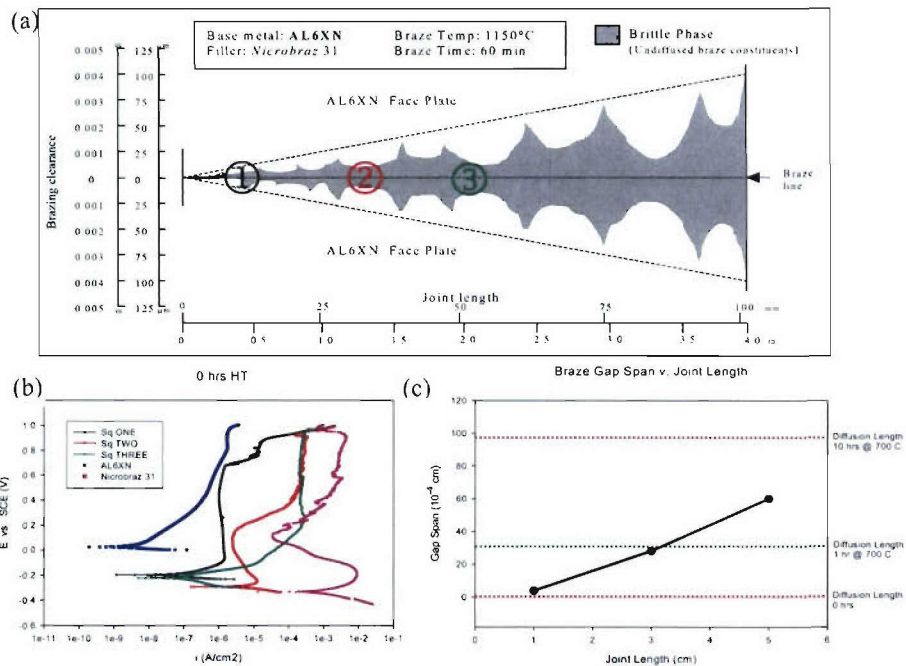 (a)
Base metal: AL6XN Braze Temp: 1150°C
Filler: Nicrobraz 31 Braze Time: 60 min
Brittle Phase
[Undiffused braze constituents]
0.005 125
0.004 100
0.003 75
0.002 50
0.001 25
0 0
0.001 25
0.002 50
0.003 75
0.004 100
0.005 125
Brazing clearance
AL6XN Face Plate
1 2 3
Braze
line
AL6XN Face Plate
Joint length
0 25 50 75 100 mm
0 0.5 1.0 1.5 2.0 2.5 3.0 3.5 4.0 in
(b)
0 hrs HT
Sq ONE
Sq TWO
Sq THREE
AL6XN
Nicrobraz 31
E vs SCE (V)
1.0
0.8
0.6
0.4
0.2
0.0
-0.2
-0.4
-0.6
1e-11 1e-10 1e-9 1e-8 1e-7 1e-6 1e-5 1e-4 1e-3 1e-2 1e-1
i (A/cm2)
(c)
Braze Gap Span v. Joint Length
Gap Span (10⁻⁴ cm)
120
100
80
60
40
20
0
0 1 2 3 4 5 6
Joint Length (cm)
Diffusion Length
10 hrs @ 700 C
Diffusion Length
1 hr @ 700 C
Diffusion Length
0 hrs